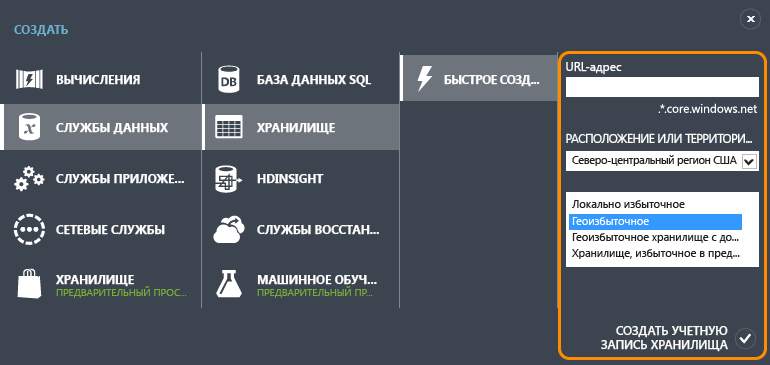 СОЗДАТЬ
ВЫЧИСЛЕНИЯ
СЛУЖБЫ ДАННЫХ
СЛУЖБЫ ПРИЛОЖЕ...
СЕТЕВЫЕ СЛУЖБЫ
ХРАНИЛИЩЕ
ПРЕДВАРИТЕЛЬНЫЙ ПРОС...
DB
БАЗА ДАННЫХ SQL
ХРАНИЛИЩЕ
HDINSIGHT
СЛУЖБЫ ВОССТАН...
МАШИННОЕ ОБУЧ...
ПРЕДВАРИТЕЛЬНЫЙ ПР...
БЫСТРОЕ СОЗД...
URL-адрес
.*.core.windows.net
РАСПОЛОЖЕНИЕ ИЛИ ТЕРРИТОРИ...
Северо-центральный регион США
Локально избыточное
Геоизбыточное
Геоизбыточное хранилище с до...
Хранилище, избыточное в пред...
СОЗДАТЬ УЧЕТНУЮ
ЗАПИСЬ ХРАНИЛИЩА